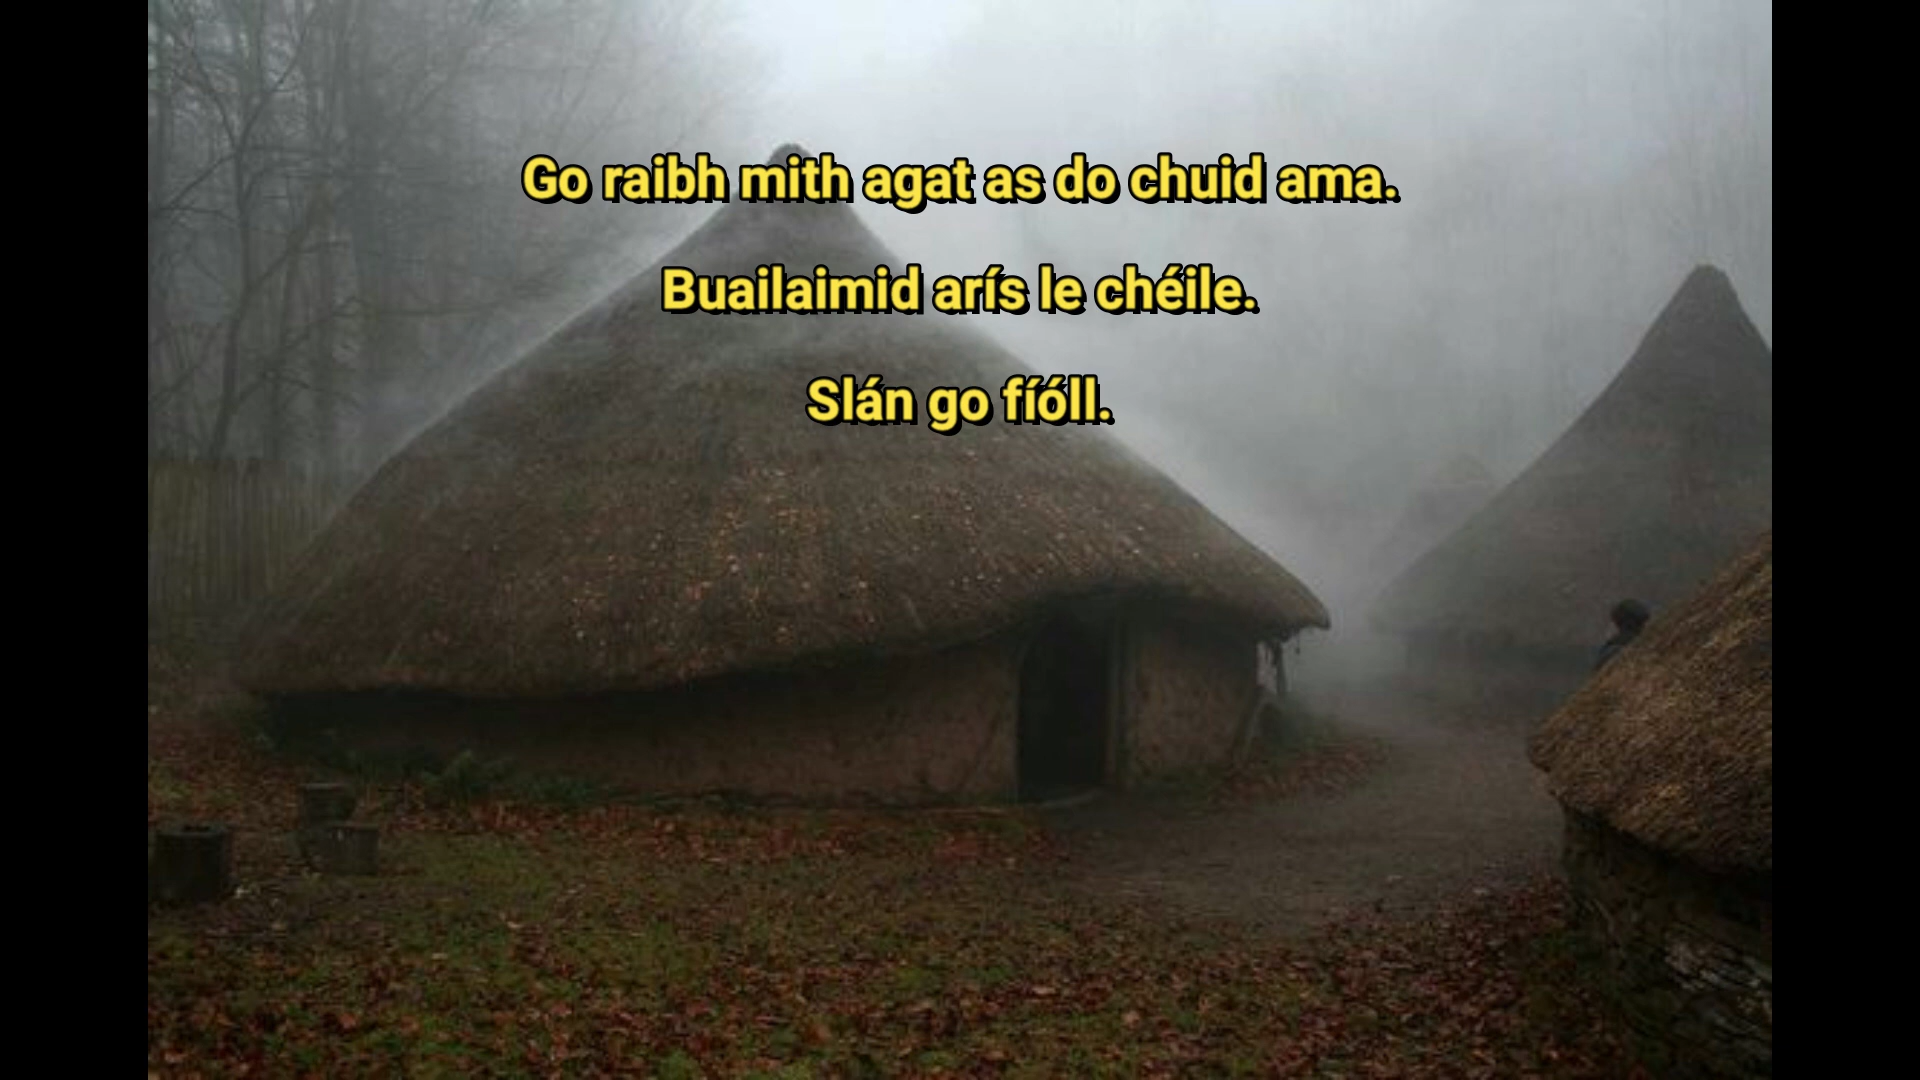 Go raibh mith agat as do chuid ama.
Buailaimid arís le chéile.
Slán go fíóll.